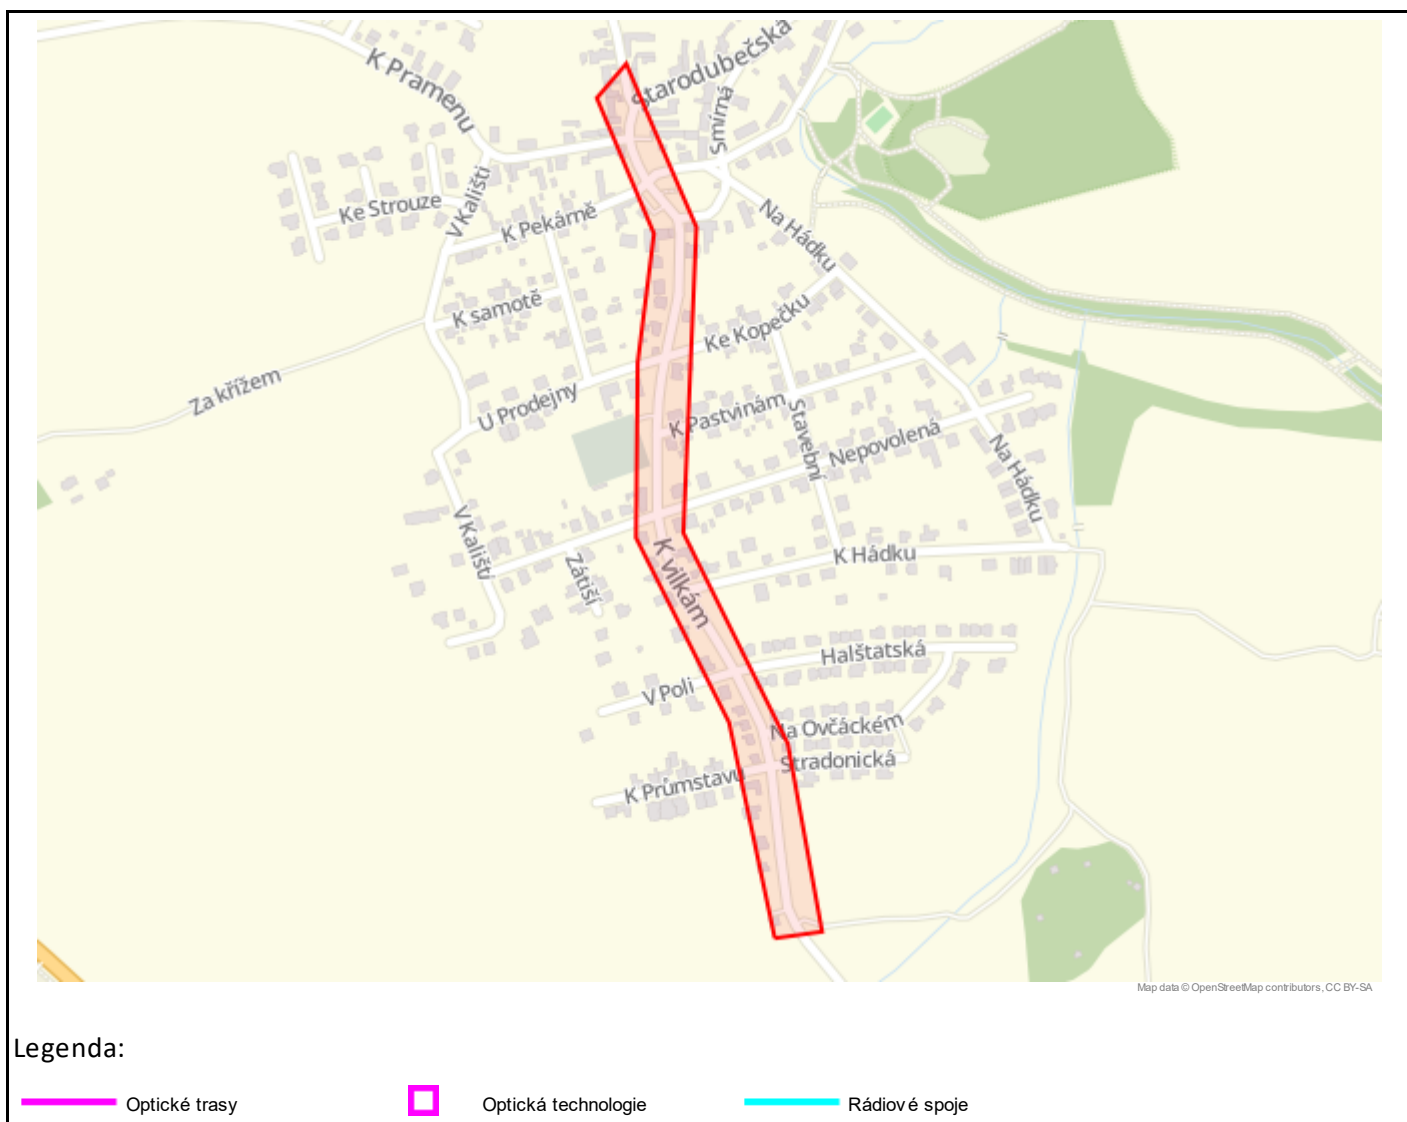 Starodubečská
K Pramenu
Smírná
Ke Strouze
V Kališti
K Pekárně
Na Hádku
K samotě
Ke Kopečku
Za křížem
U Prodejny
K Pastvinám
Stavební
Nepovolená
Na Hádku
V Kališti
Zátiší
K vilkám
K Hádku
Halštatská
V Poli
Na Ovčáckém
Stradonická
K Průmstavu
Map data © OpenStreetMap contributors, CC BY-SA
Legenda:
Optické trasy
Optická technologie
Rádiové spoje